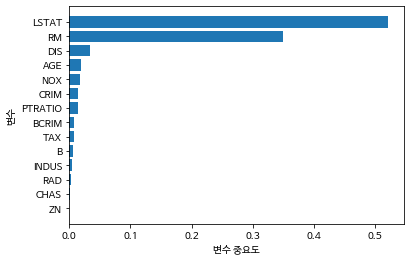 LSTAT
RM
DIS
AGE
NOX
CRIM
PTRATIO
BCRIM
TAX
B
INDUS
RAD
CHAS
ZN
변수
0.0 0.1 0.2 0.3 0.4 0.5
변수 중요도